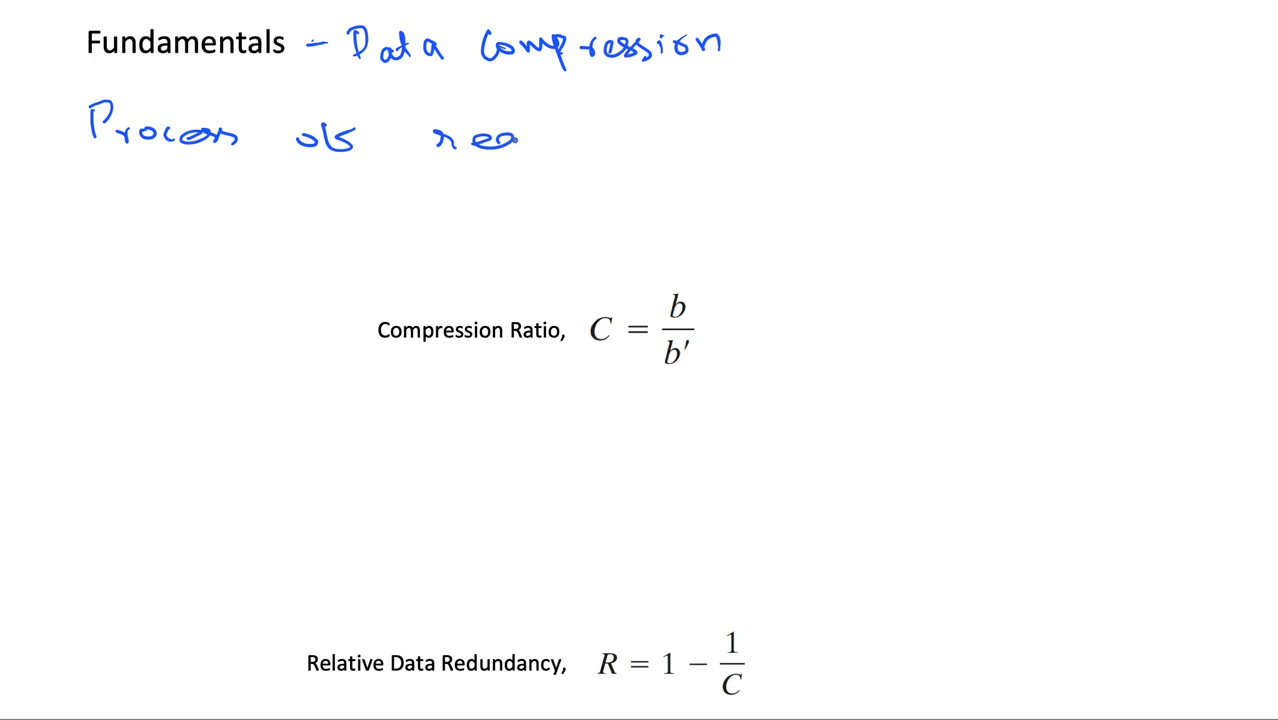 Fundamentals - Data Compression
Process of
Compression Ratio, C = b / b′
Relative Data Redundancy, R = 1 − 1 / C